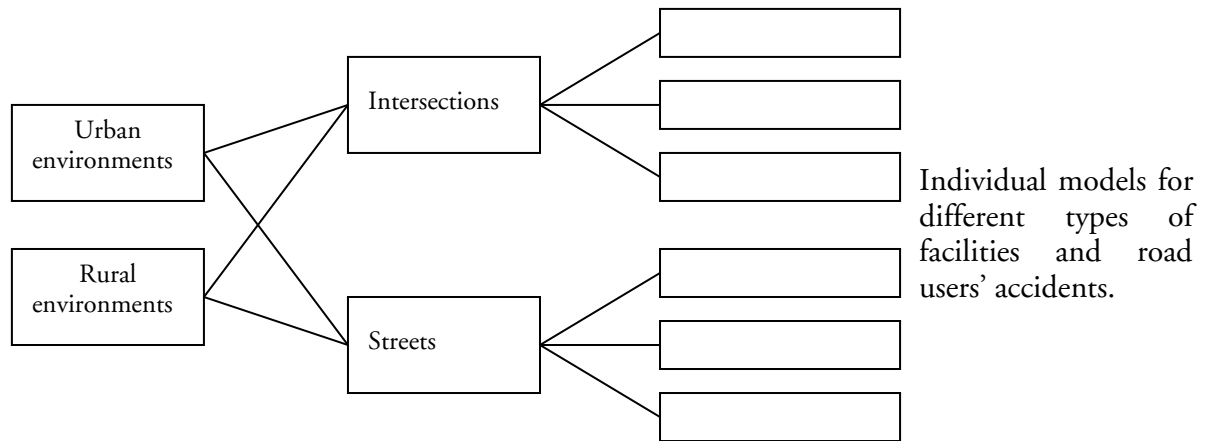 Urban
environments
Rural
environments
Intersections
Streets
Individual models for
different types of
facilities and road
users’ accidents.